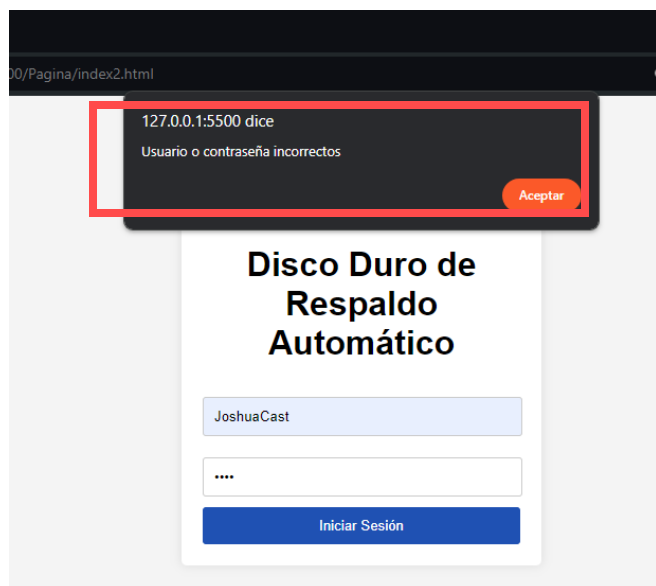 00/Pagina/index2.html
127.0.0.1:5500 dice
Usuario o contraseña incorrectos
Aceptar
Disco Duro de
Respaldo
Automático
JoshuaCast
••••
Iniciar Sesión